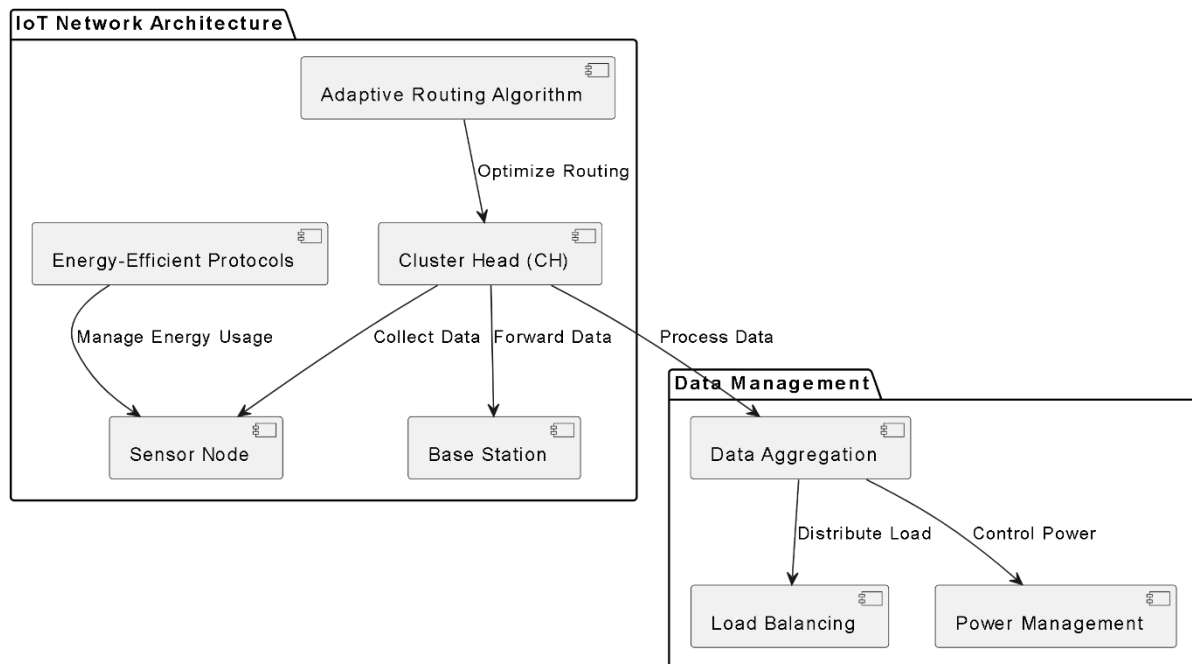 IoT Network Architecture
Adaptive Routing Algorithm
Optimize Routing
Energy-Efficient Protocols
Cluster Head (CH)
Manage Energy Usage
Collect Data
Forward Data
Process Data
Data Management
Sensor Node
Base Station
Data Aggregation
Distribute Load
Control Power
Load Balancing
Power Management